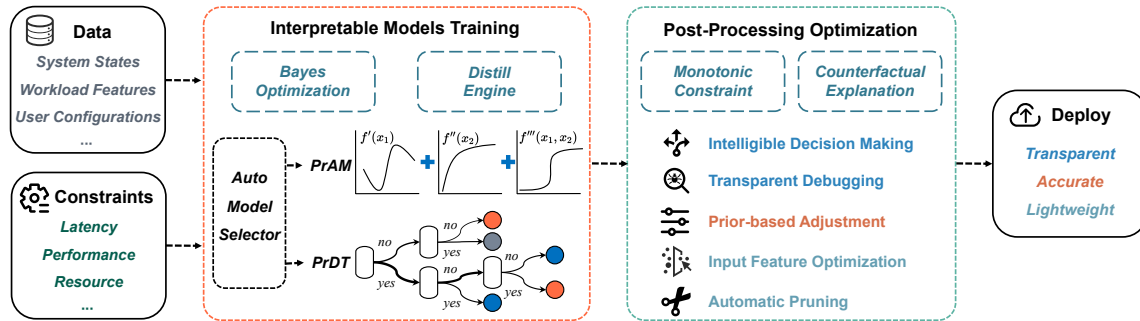 Data
System States
Workload Features
User Configurations
...
Constraints
Latency
Performance
Resource
...
Interpretable Models Training
Bayes
Optimization
Distill
Engine
Auto
Model
Selector
PrAM
f'(x₁)
f''(x₂)
f'''(x₁, x₂)
PrDT
no
yes
no
yes
no
yes
no
yes
Post-Processing Optimization
Monotonic
Constraint
Counterfactual
Explanation
Intelligible Decision Making
Transparent Debugging
Prior-based Adjustment
Input Feature Optimization
Automatic Pruning
Deploy
Transparent
Accurate
Lightweight